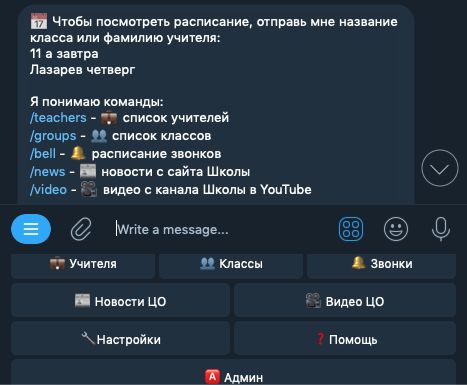 📅 Чтобы посмотреть расписание, отправь мне название
класса или фамилию учителя:
11 а завтра
Лазарев четверг
Я понимаю команды:
/teachers - 💼 список учителей
/groups - 👥 список классов
/bell - 🔔 расписание звонков
/news - 📰 новости с сайта Школы
/video - 📹 видео с канала Школы в YouTube
Write a message...
💼 Учителя 👥 Классы 🔔 Звонки
📰 Новости ЦО 📹 Видео ЦО
🔧Настройки ❓Помощь
🅰 Админ